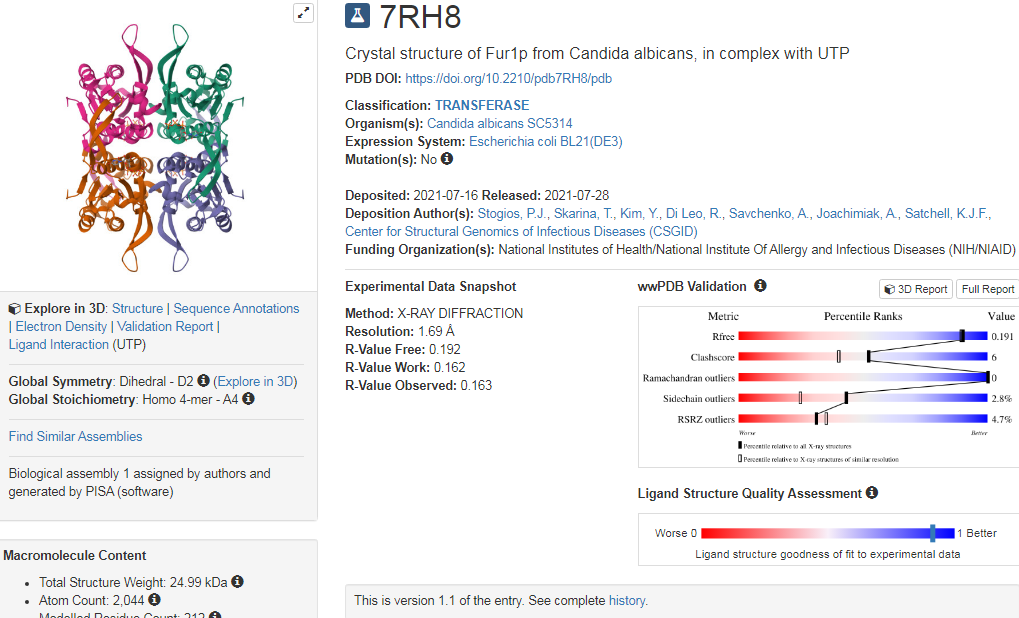 7RH8
Crystal structure of Fur1p from Candida albicans, in complex with UTP
PDB DOI: https://doi.org/10.2210/pdb7RH8/pdb
Classification: TRANSFERASE
Organism(s): Candida albicans SC5314
Expression System: Escherichia coli BL21(DE3)
Mutation(s): No
Deposited: 2021-07-16 Released: 2021-07-28
Deposition Author(s): Stogios, P.J., Skarina, T., Kim, Y., Di Leo, R., Savchenko, A., Joachimiak, A., Satchell, K.J.F.,
Center for Structural Genomics of Infectious Diseases (CSGID)
Funding Organization(s): National Institutes of Health/National Institute Of Allergy and Infectious Diseases (NIH/NIAID)
Explore in 3D: Structure | Sequence Annotations
| Electron Density | Validation Report |
Ligand Interaction (UTP)
Global Symmetry: Dihedral - D2 (Explore in 3D)
Global Stoichiometry: Homo 4-mer - A4
Find Similar Assemblies
Biological assembly 1 assigned by authors and
generated by PISA (software)
Macromolecule Content
• Total Structure Weight: 24.99 kDa
• Atom Count: 2,044
• Modelled Residue Count: 212
Experimental Data Snapshot
Method: X-RAY DIFFRACTION
Resolution: 1.69 Å
R-Value Free: 0.192
R-Value Work: 0.162
R-Value Observed: 0.163
wwPDB Validation
3D Report
Full Report
Metric Percentile Ranks Value
Rfree 0.191
Clashscore 6
Ramachandran outliers 0
Sidechain outliers 2.8%
RSRZ outliers 4.7%
Worse Better
Percentile relative to all X-ray structures
Percentile relative to X-ray structures of similar resolution
Ligand Structure Quality Assessment
Worse 0 1 Better
Ligand structure goodness of fit to experimental data
This is version 1.1 of the entry. See complete history.